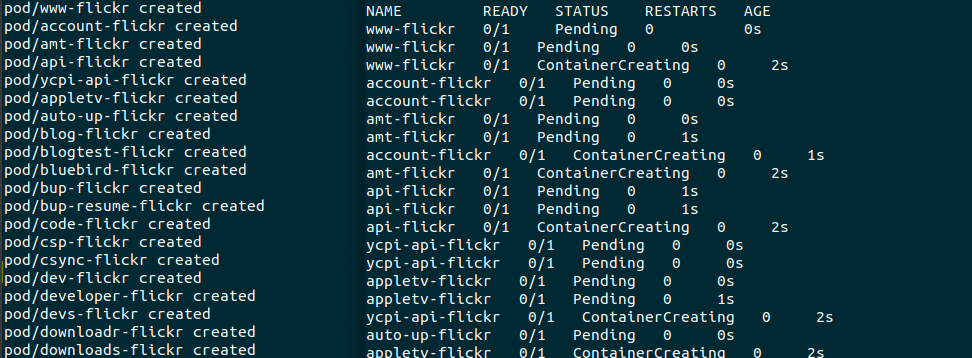 pod/www-flickr created
pod/account-flickr created
pod/amt-flickr created
pod/api-flickr created
pod/ycpi-api-flickr created
pod/appletv-flickr created
pod/auto-up-flickr created
pod/blog-flickr created
pod/blogtest-flickr created
pod/bluebird-flickr created
pod/bup-flickr created
pod/bup-resume-flickr created
pod/code-flickr created
pod/csp-flickr created
pod/csync-flickr created
pod/dev-flickr created
pod/developer-flickr created
pod/devs-flickr created
pod/downloadr-flickr created
pod/downloads-flickr created
NAME READY STATUS RESTARTS AGE
www-flickr 0/1 Pending 0 0s
www-flickr 0/1 Pending 0 0s
www-flickr 0/1 ContainerCreating 0 2s
account-flickr 0/1 Pending 0 0s
account-flickr 0/1 Pending 0 0s
amt-flickr 0/1 Pending 0 0s
amt-flickr 0/1 Pending 0 1s
account-flickr 0/1 ContainerCreating 0 1s
amt-flickr 0/1 ContainerCreating 0 2s
api-flickr 0/1 Pending 0 1s
api-flickr 0/1 Pending 0 1s
api-flickr 0/1 ContainerCreating 0 2s
ycpi-api-flickr 0/1 Pending 0 0s
ycpi-api-flickr 0/1 Pending 0 0s
appletv-flickr 0/1 Pending 0 0s
appletv-flickr 0/1 Pending 0 1s
ycpi-api-flickr 0/1 ContainerCreating 0 2s
auto-up-flickr 0/1 Pending 0 0s
appletv-flickr 0/1 ContainerCreating 0 2s